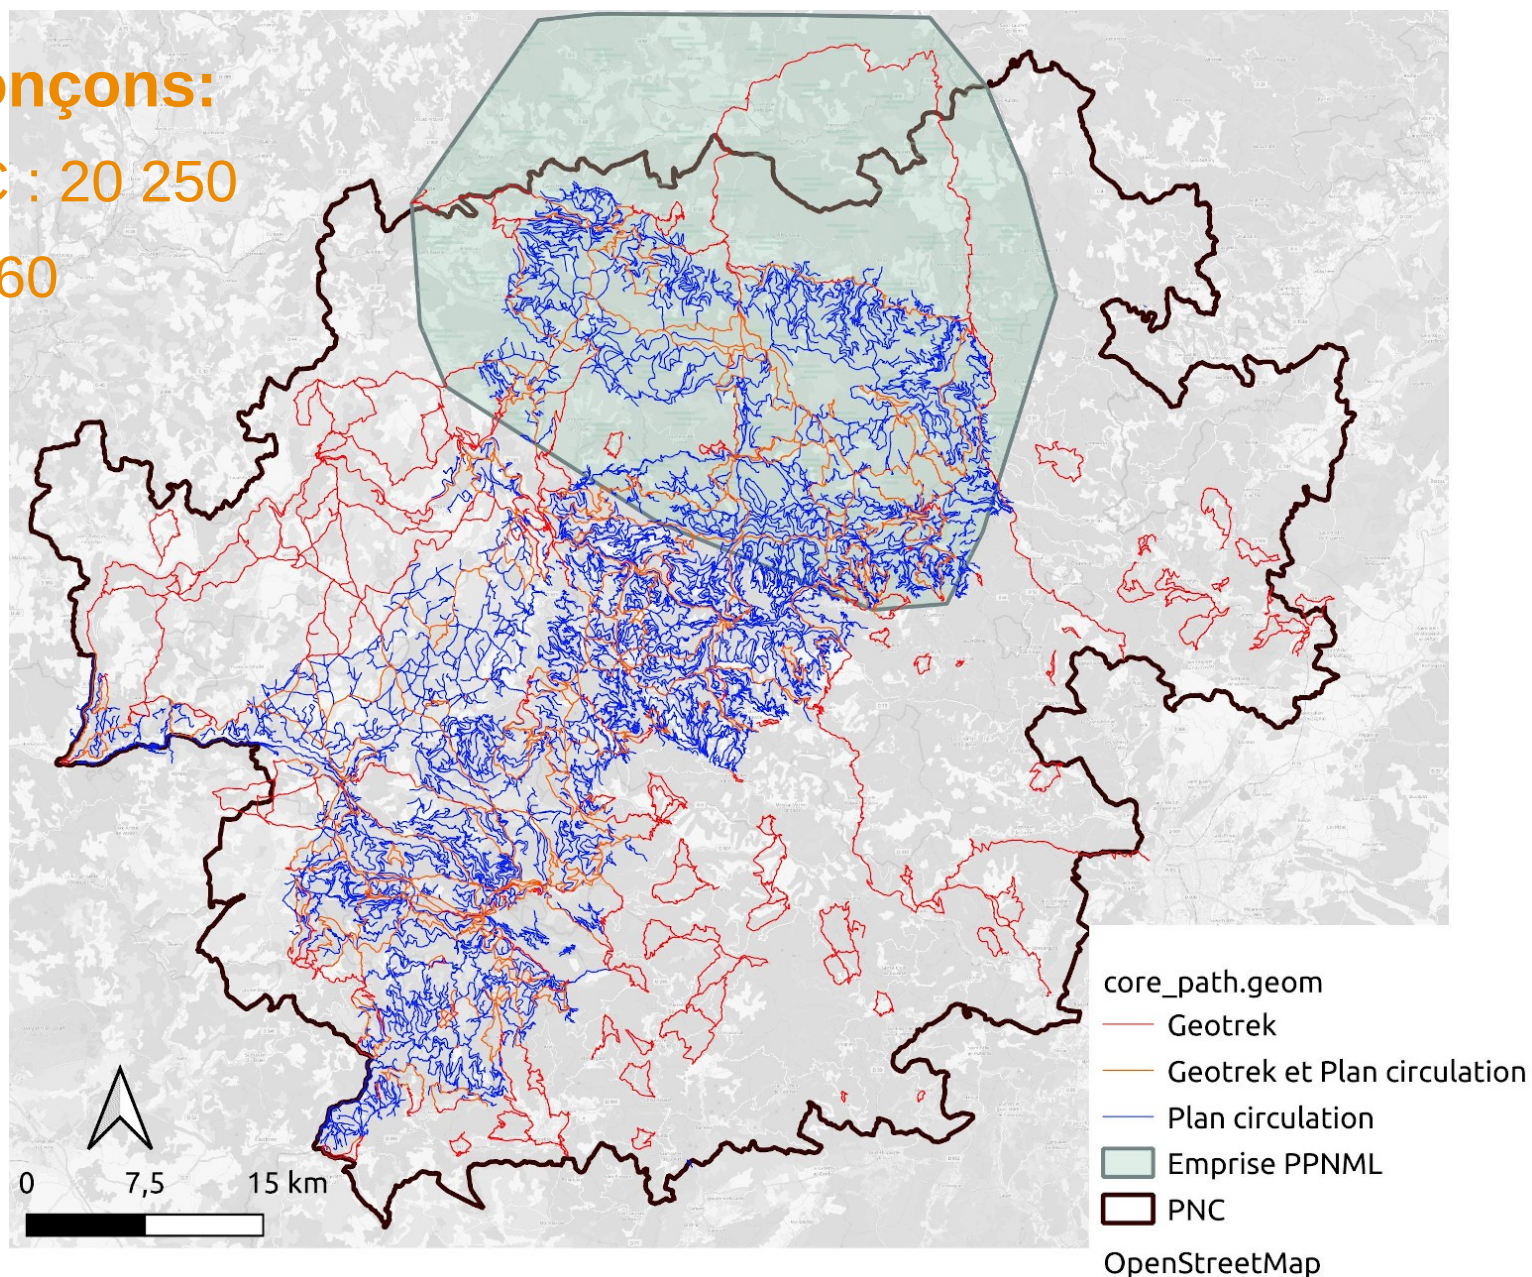 onçons:
C : 20 250
60
core_path.geom
Geotrek
Geotrek et Plan circulation
Plan circulation
Emprise PPNML
PNC
OpenStreetMap
0 7,5 15 km